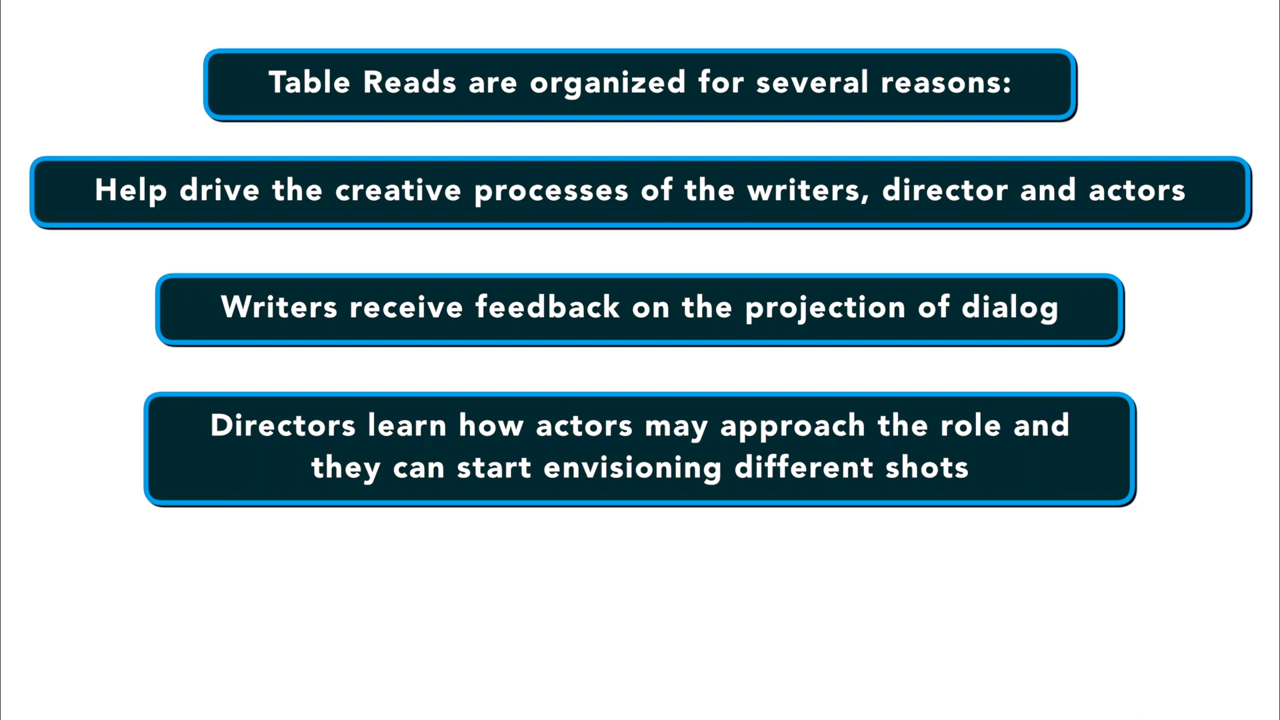 Table Reads are organized for several reasons:
Help drive the creative processes of the writers, director and actors
Writers receive feedback on the projection of dialog
Directors learn how actors may approach the role and
they can start envisioning different shots